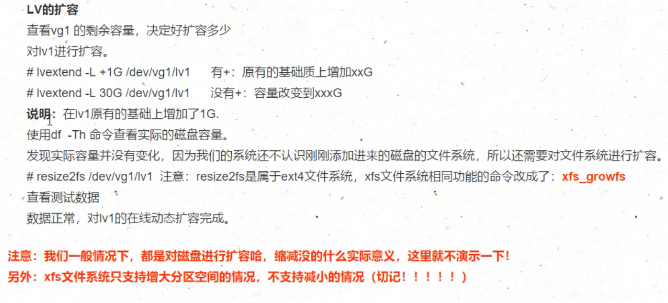 LV的扩容
查看vg1 的剩余容量，决定好扩容多少
对lv1进行扩容。
# lvextend -L +1G /dev/vg1/lv1 有+：原有的基础质上增加xxG
# lvextend -L 30G /dev/vg1/lv1 没有+：容量改变到xxxG
说明：在lv1原有的基础上增加了1G.
使用df -Th 命令查看实际的磁盘容量。
发现实际容量并没有变化，因为我们的系统还不认识刚刚添加进来的磁盘的文件系统，所以还需要对文件系统进行扩容。
# resize2fs /dev/vg1/lv1 注意：resize2fs是属于ext4文件系统，xfs文件系统相同功能的命令改成了：xfs_growfs
查看测试数据
数据正常，对lv1的在线动态扩容完成。
注意：我们一般情况下，都是对磁盘进行扩容哈，缩减没的什么实际意义，这里就不演示一下！
另外：xfs文件系统只支持增大分区空间的情况，不支持减小的情况（切记！！！！！）